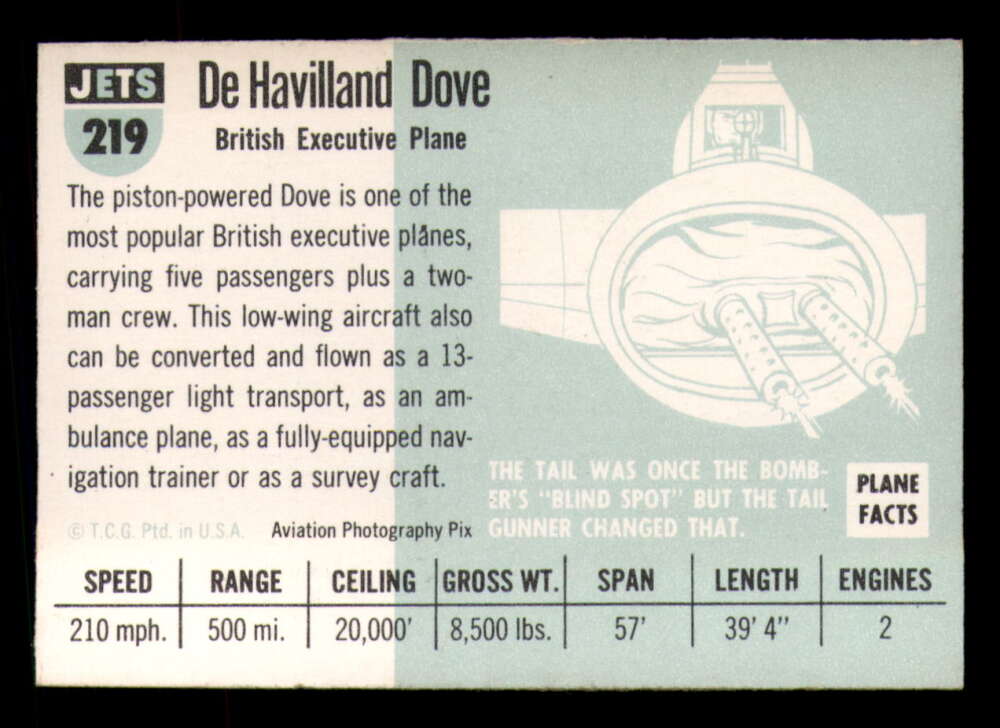 JETS
219
De Havilland Dove
British Executive Plane
The piston-powered Dove is one of the
most popular British executive planes,
carrying five passengers plus a two-
man crew. This low-wing aircraft also
can be converted and flown as a 13-
passenger light transport, as an am-
bulance plane, as a fully-equipped nav-
igation trainer or as a survey craft.
© T.C.G. Ptd. in U.S.A. Aviation Photography Pix
THE TAIL WAS ONCE THE BOMB-
ER'S "BLIND SPOT" BUT THE TAIL
GUNNER CHANGED THAT.
PLANE
FACTS
SPEED RANGE CEILING GROSS WT. SPAN LENGTH ENGINES
210 mph. 500 mi. 20,000' 8,500 lbs. 57' 39' 4" 2